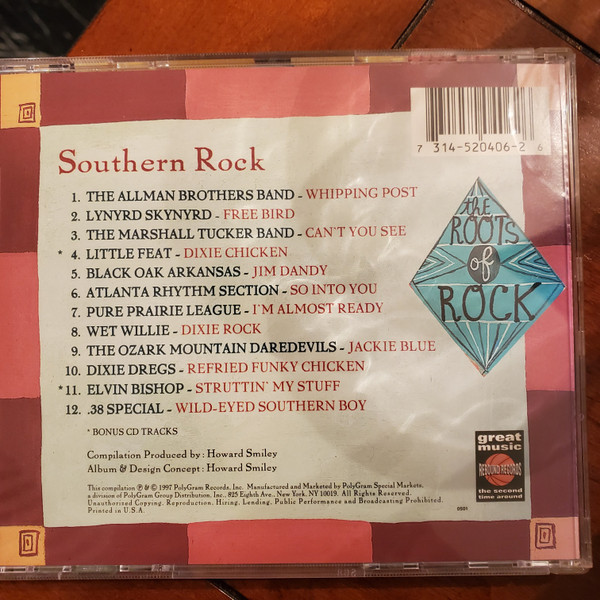 7 314-520406-2 6
Southern Rock
1. THE ALLMAN BROTHERS BAND - WHIPPING POST
2. LYNYRD SKYNYRD - FREE BIRD
3. THE MARSHALL TUCKER BAND - CAN'T YOU SEE
* 4. LITTLE FEAT - DIXIE CHICKEN
5. BLACK OAK ARKANSAS - JIM DANDY
6. ATLANTA RHYTHM SECTION - SO INTO YOU
7. PURE PRAIRIE LEAGUE - I'M ALMOST READY
8. WET WILLIE - DIXIE ROCK
9. THE OZARK MOUNTAIN DAREDEVILS - JACKIE BLUE
10. DIXIE DREGS - REFRIED FUNKY CHICKEN
* 11. ELVIN BISHOP - STRUTTIN' MY STUFF
12. .38 SPECIAL - WILD-EYED SOUTHERN BOY
* BONUS CD TRACKS
the
ROOTS
of
ROCK
Compilation Produced by : Howard Smiley
Album & Design Concept : Howard Smiley
This compilation ℗ & © 1997 PolyGram Records, Inc. Manufactured and Marketed by PolyGram Special Markets,
a division of PolyGram Group Distribution, Inc., 825 Eighth Ave., New York, NY 10019. All Rights Reserved.
Unauthorized Copying, Reproduction, Hiring, Lending, Public Performance and Broadcasting Prohibited.
Printed in U.S.A.
great
music
REBOUND RECORDS
the second
time around